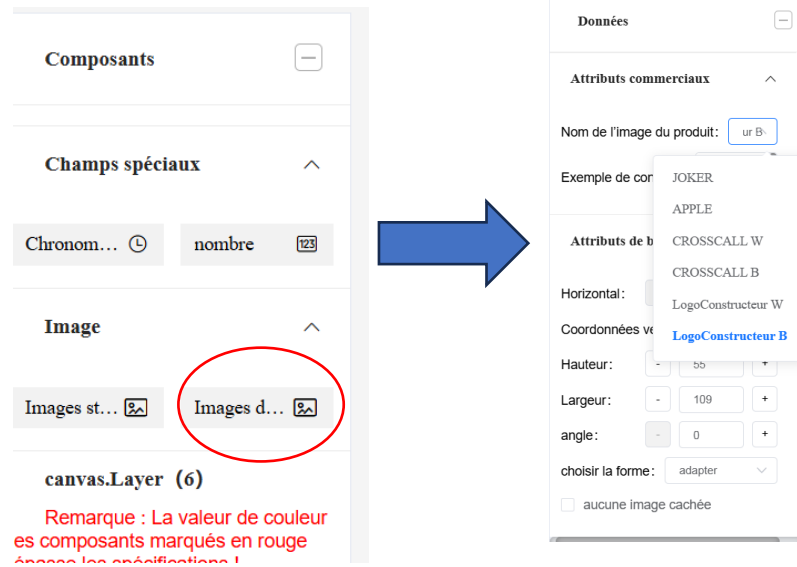 Composants
Champs spéciaux
Chronom… nombre 123
Image
Images st… Images d…
canvas.Layer (6)
Remarque : La valeur de couleur
es composants marqués en rouge
épasse les spécifications !
Données
Attributs commerciaux
Nom de l'image du produit: ur B
Exemple de con
JOKER
APPLE
Attributs de b
CROSSCALL W
CROSSCALL B
Horizontal:
LogoConstructeur W
Coordonnées ve
LogoConstructeur B
Hauteur: - 55 +
Largeur: - 109 +
angle: - 0 +
choisir la forme: adapter
aucune image cachée